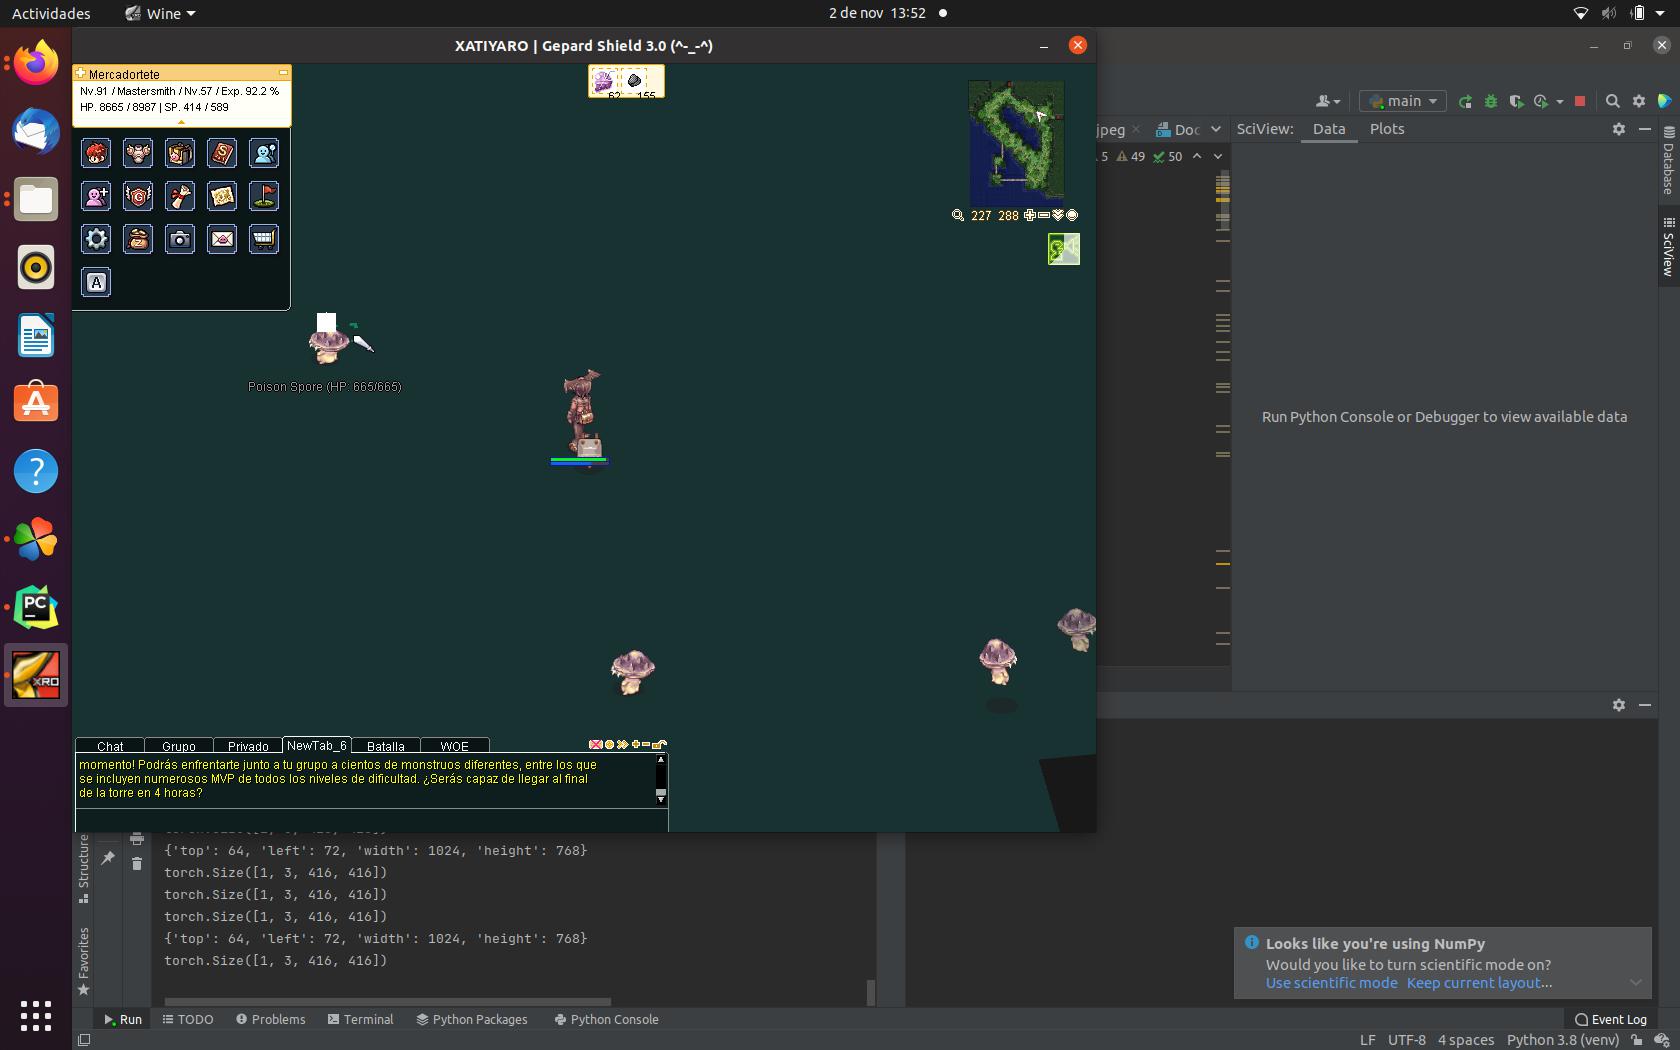 Actividades
Wine
2 de nov 13:52
XATIYARO | Gepard Shield 3.0 (^-_-^)
Mercadortete
Nv.91 / Mastersmith / Nv.57 / Exp. 92.2 %
HP. 8665 / 8987 | SP. 414 / 589
62 155
227 288
Poison Spore (HP: 665/665)
Chat Grupo Privado NewTab_6 Batalla WOE
momento! Podrás enfrentarte junto a tu grupo a cientos de monstruos diferentes, entre los que
se incluyen numerosos MVP de todos los niveles de dificultad. ¿Serás capaz de llegar al final
de la torre en 4 horas?
main
jpeg
Doc
SciView: Data Plots
5 49 50
Database
SciView
Run Python Console or Debugger to view available data
PC
XRO
A
{'top': 64, 'left': 72, 'width': 1024, 'height': 768}
torch.Size([1, 3, 416, 416])
torch.Size([1, 3, 416, 416])
torch.Size([1, 3, 416, 416])
{'top': 64, 'left': 72, 'width': 1024, 'height': 768}
torch.Size([1, 3, 416, 416])
Structure
Favorites
Looks like you're using NumPy
Would you like to turn scientific mode on?
Use scientific mode Keep current layout...
Run TODO Problems Terminal Python Packages Python Console
Event Log
LF UTF-8 4 spaces Python 3.8 (venv)